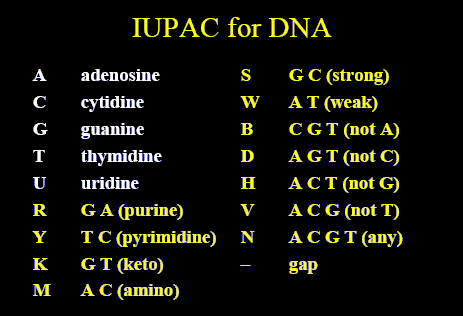 IUPAC for DNA
A adenosine S G C (strong)
C cytidine W A T (weak)
G guanine B C G T (not A)
T thymidine D A G T (not C)
U uridine H A C T (not G)
R G A (purine) V A C G (not T)
Y T C (pyrimidine) N A C G T (any)
K G T (keto) – gap
M A C (amino)